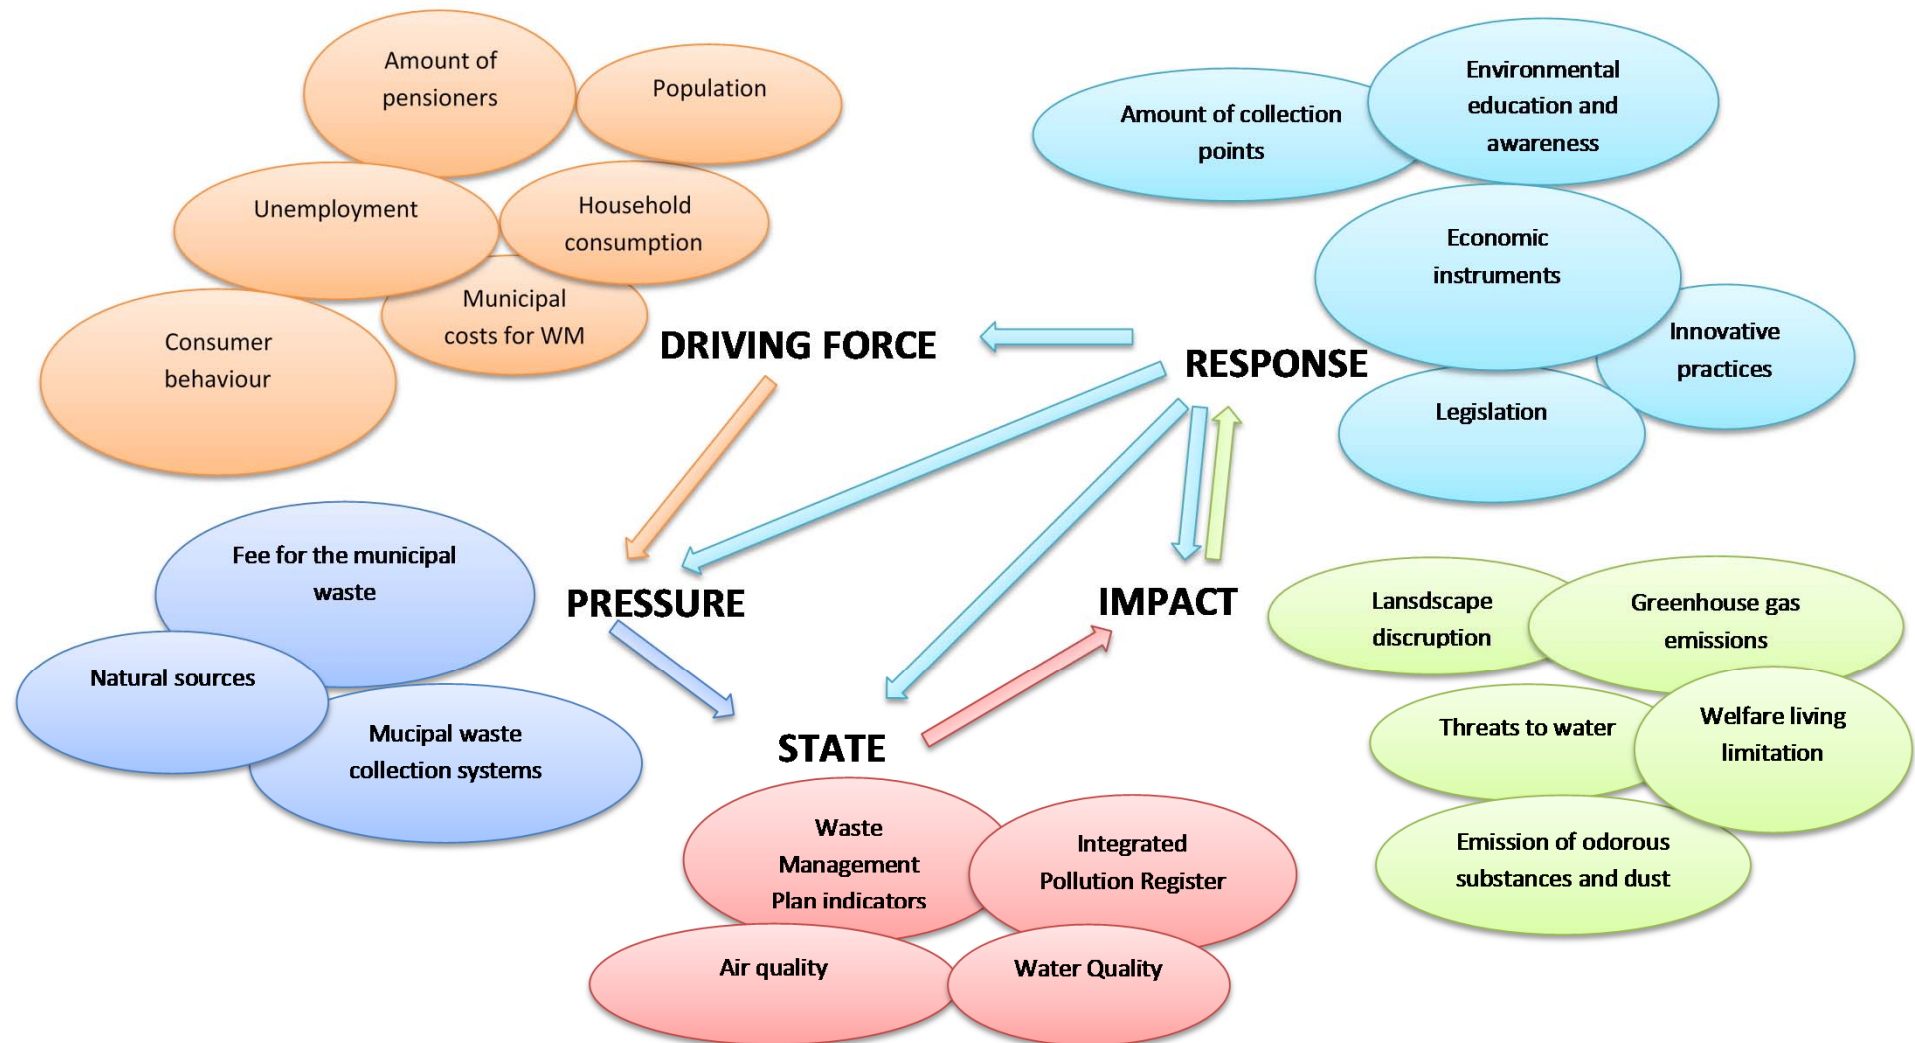 Amount of
pensioners
Population
Unemployment
Household
consumption
Municipal
costs for WM
Consumer
behaviour
DRIVING FORCE
Amount of collection
points
Environmental
education and
awareness
Economic
instruments
Innovative
practices
Legislation
RESPONSE
Fee for the municipal
waste
Natural sources
Mucipal waste
collection systems
PRESSURE
IMPACT
Lansdscape
discruption
Greenhouse gas
emissions
Threats to water
Welfare living
limitation
Emission of odorous
substances and dust
STATE
Waste
Management
Plan indicators
Integrated
Pollution Register
Air quality
Water Quality